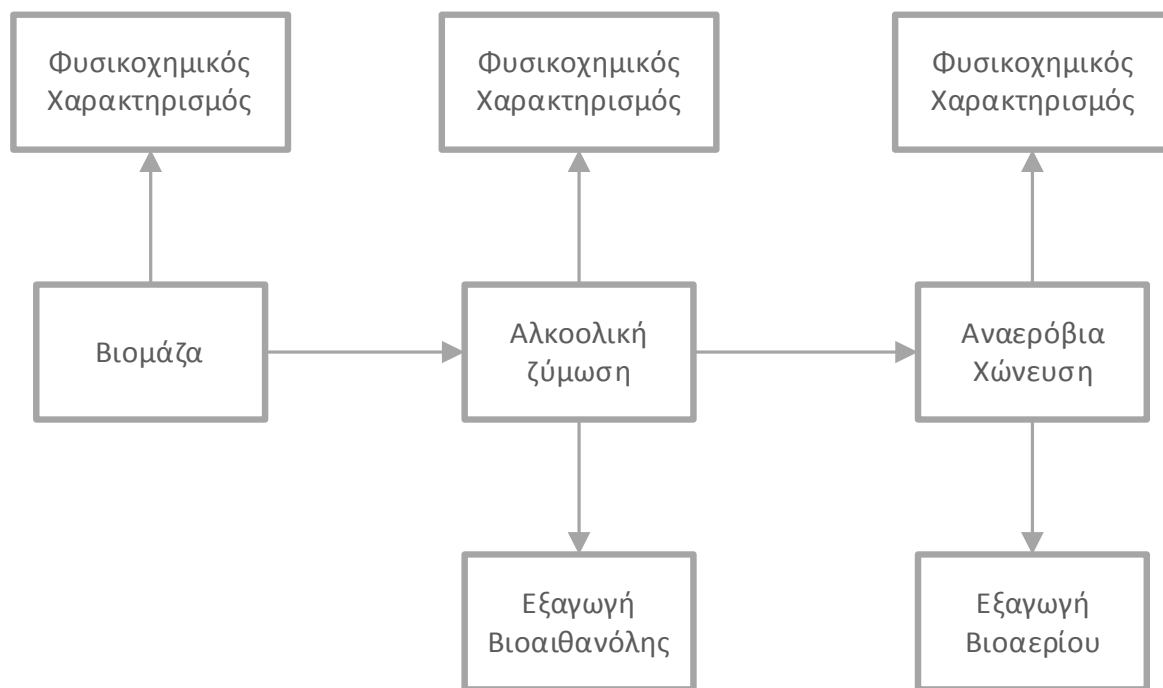 Φυσικοχημικός
Χαρακτηρισμός
Φυσικοχημικός
Χαρακτηρισμός
Φυσικοχημικός
Χαρακτηρισμός
Βιομάζα
Αλκοολική
ζύμωση
Αναερόβια
Χώνευση
Εξαγωγή
Βιοαιθανόλης
Εξαγωγή
Βιοαερίου